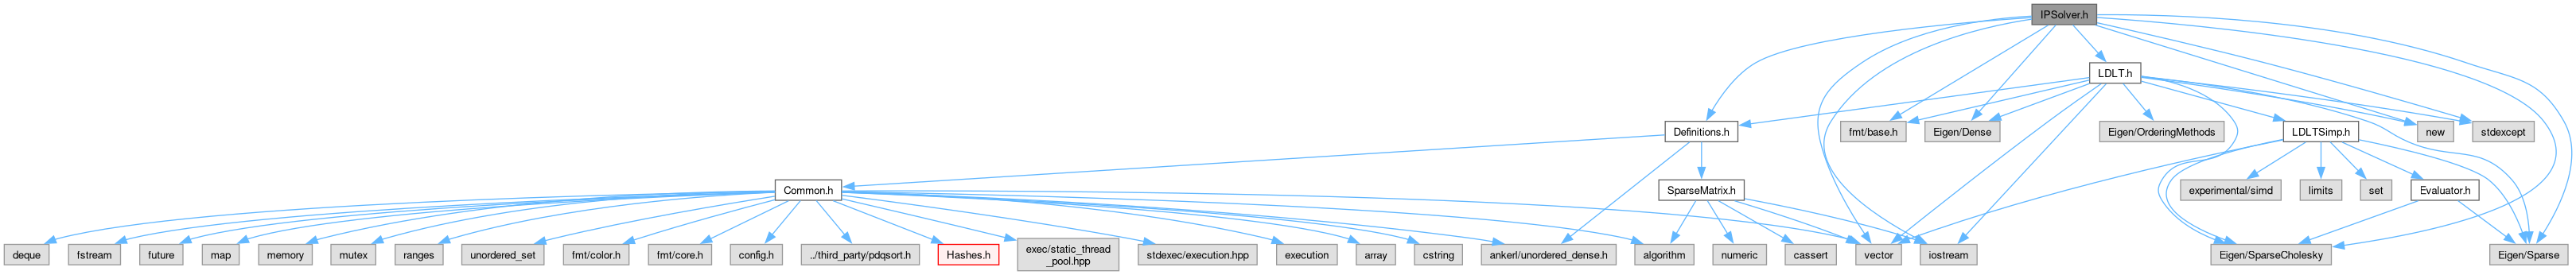 IPSolver.h
LDLT.h
Definitions.h
fmt/base.h
Eigen/Dense
Eigen/OrderingMethods
LDLTSimp.h
new
stdexcept
Common.h
SparseMatrix.h
experimental/simd
limits
set
Evaluator.h
deque
fstream
future
map
memory
mutex
ranges
unordered_set
fmt/color.h
fmt/core.h
config.h
../third_party/pdqsort.h
Hashes.h
exec/static_thread
_pool.hpp
stdexec/execution.hpp
execution
array
cstring
ankerl/unordered_dense.h
algorithm
numeric
cassert
vector
iostream
Eigen/SparseCholesky
Eigen/Sparse